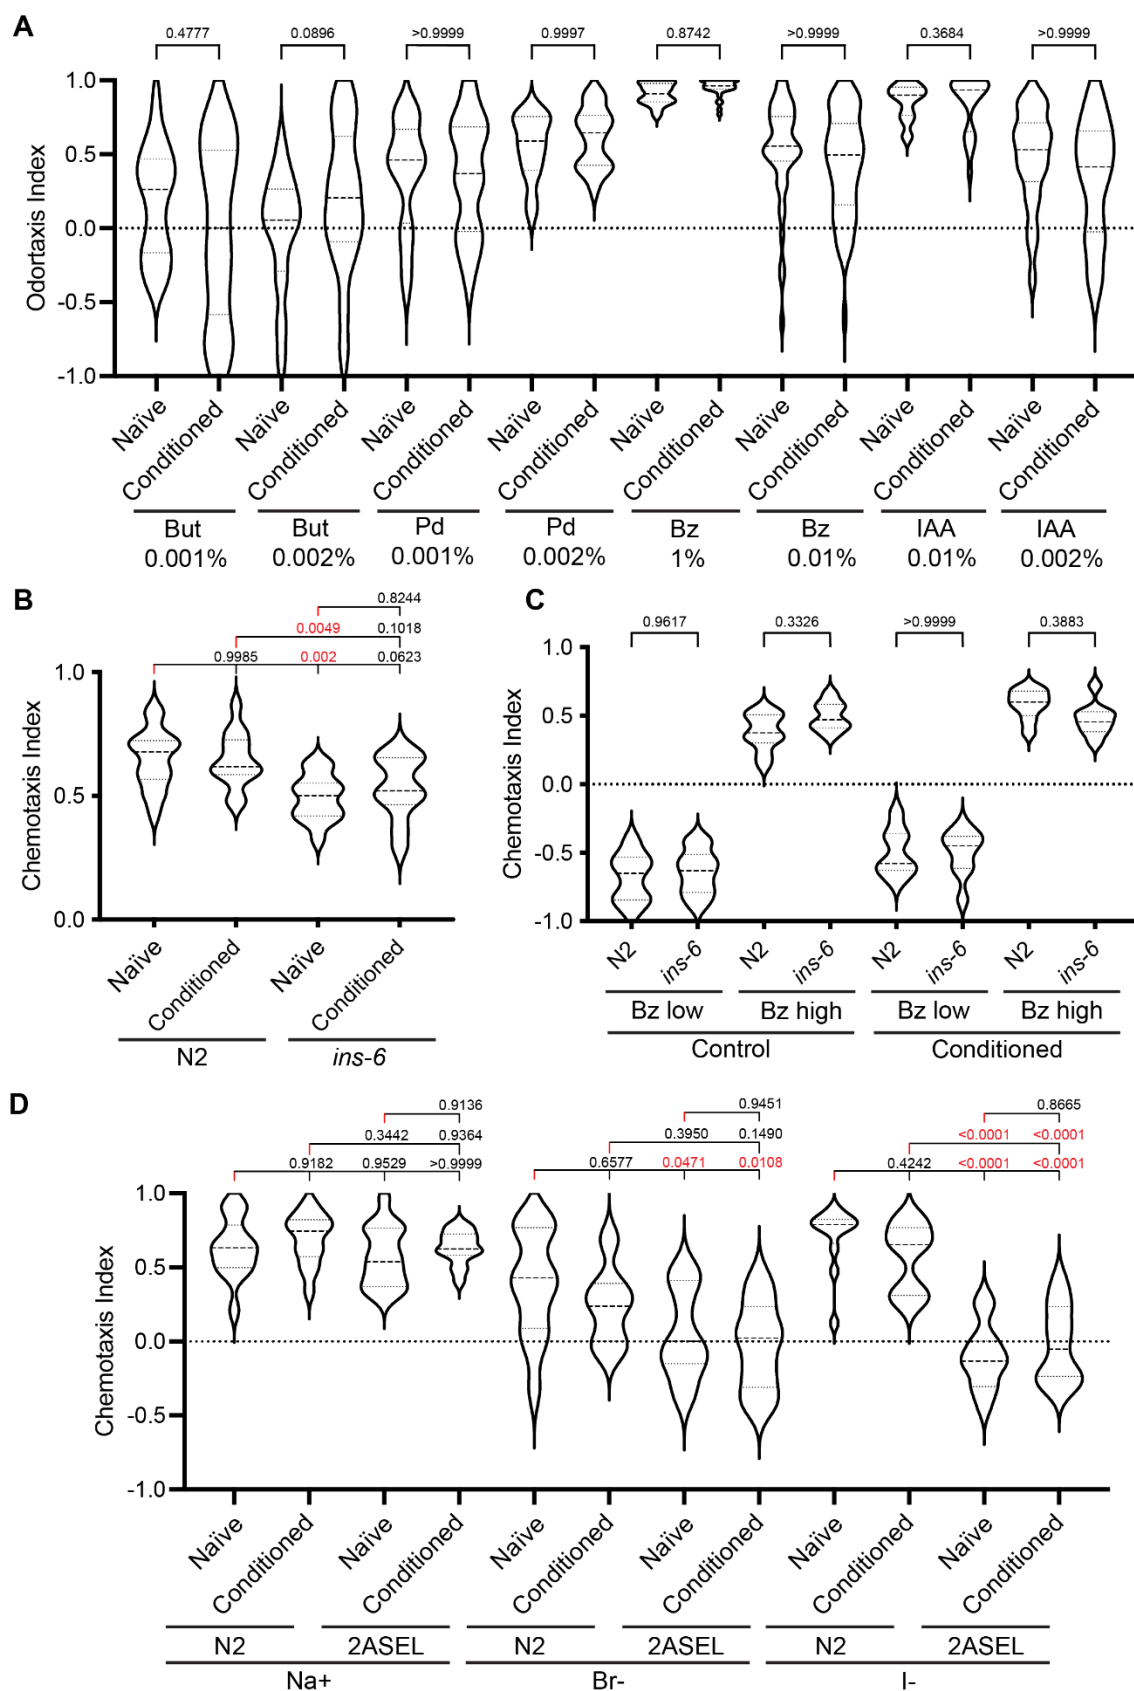 A
0.4777 0.0896 >0.9999 0.9997 0.8742 >0.9999 0.3684 >0.9999
Odortaxis Index
1.0
0.5
0.0
-0.5
-1.0
Naïve Conditioned Naïve Conditioned Naïve Conditioned Naïve Conditioned Naïve Conditioned Naïve Conditioned Naïve Conditioned Naïve Conditioned
But But Pd Pd Bz Bz IAA IAA
0.001% 0.002% 0.001% 0.002% 1% 0.01% 0.01% 0.002%
B
0.8244
0.0049 0.1018
0.9985 0.002 0.0623
Chemotaxis Index
1.0
0.5
0.0
Naïve Conditioned Naïve Conditioned
N2 ins-6
C
0.9617 0.3326 >0.9999 0.3883
Chemotaxis Index
1.0
0.5
0.0
-0.5
-1.0
N2 ins-6 N2 ins-6 N2 ins-6 N2 ins-6
Bz low Bz high Bz low Bz high
Control Conditioned
D
0.9136 0.9451 0.8665
0.3442 0.9364 0.3950 0.1490 <0.0001 <0.0001
0.9182 0.9529 >0.9999 0.6577 0.0471 0.0108 0.4242 <0.0001 <0.0001
Chemotaxis Index
1.0
0.5
0.0
-0.5
-1.0
Naïve Conditioned Naïve Conditioned Naïve Conditioned Naïve Conditioned Naïve Conditioned Naïve Conditioned
N2 2ASEL N2 2ASEL N2 2ASEL
Na+ Br- I-